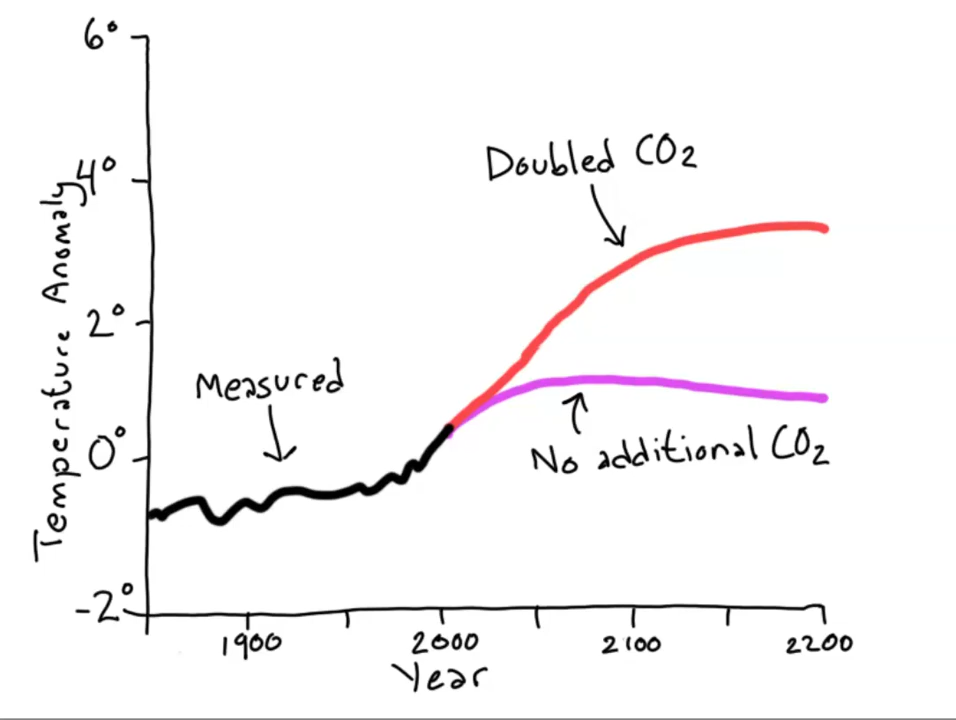 6°
Doubled CO2
4°
Temperature Anomaly
2°
Measured
0°
No additional CO2
-2°
1900
2000
2100
2200
Year